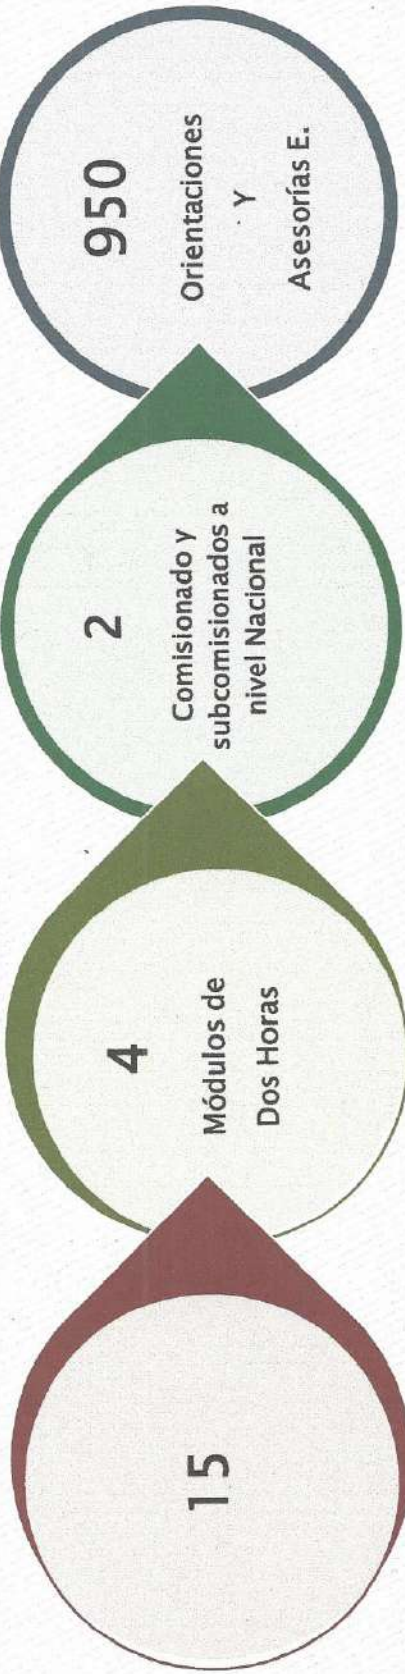 15
4
Módulos de
Dos Horas
2
Comisionado y
subcomisionados a
nivel Nacional
950
Orientaciones
Y
Asesorías E.